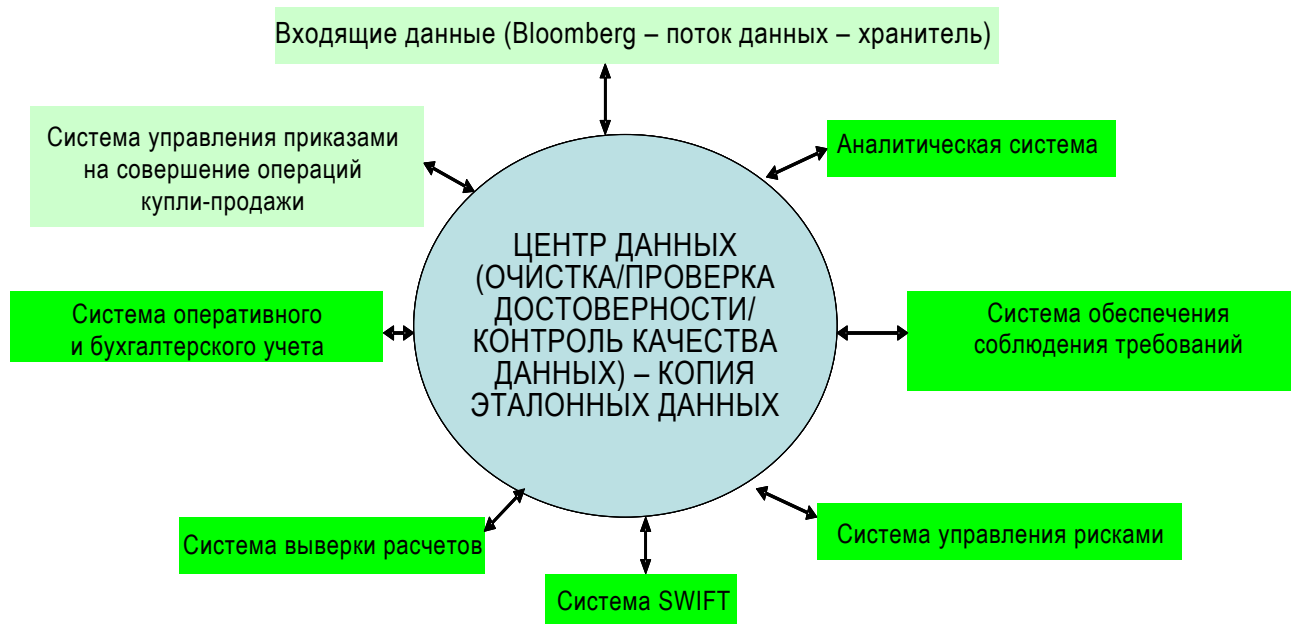 Входящие данные (Bloomberg – поток данных – хранитель)
Система управления приказами
на совершение операций
купли-продажи
Аналитическая система
ЦЕНТР ДАННЫХ
(ОЧИСТКА/ПРОВЕРКА
ДОСТОВЕРНОСТИ/
КОНТРОЛЬ КАЧЕСТВА
ДАННЫХ) – КОПИЯ
ЭТАЛОННЫХ ДАННЫХ
Система оперативного
и бухгалтерского учета
Система обеспечения
соблюдения требований
Система выверки расчетов
Система управления рисками
Система SWIFT